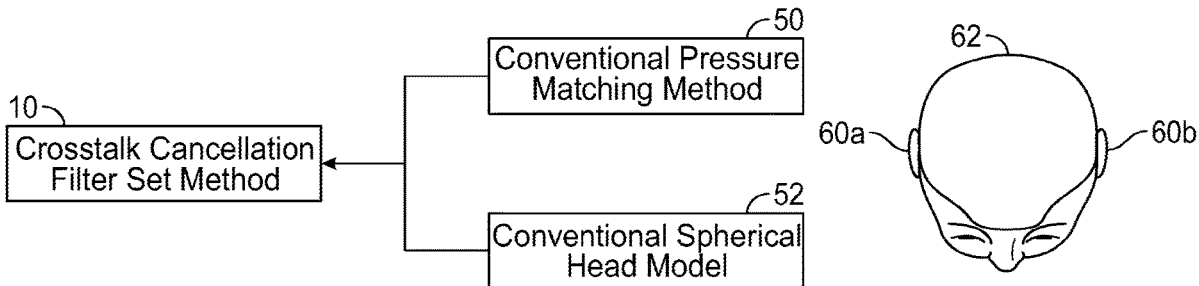 10
Crosstalk Cancellation
Filter Set Method
50
Conventional Pressure
Matching Method
52
Conventional Spherical
Head Model
62
60a
60b